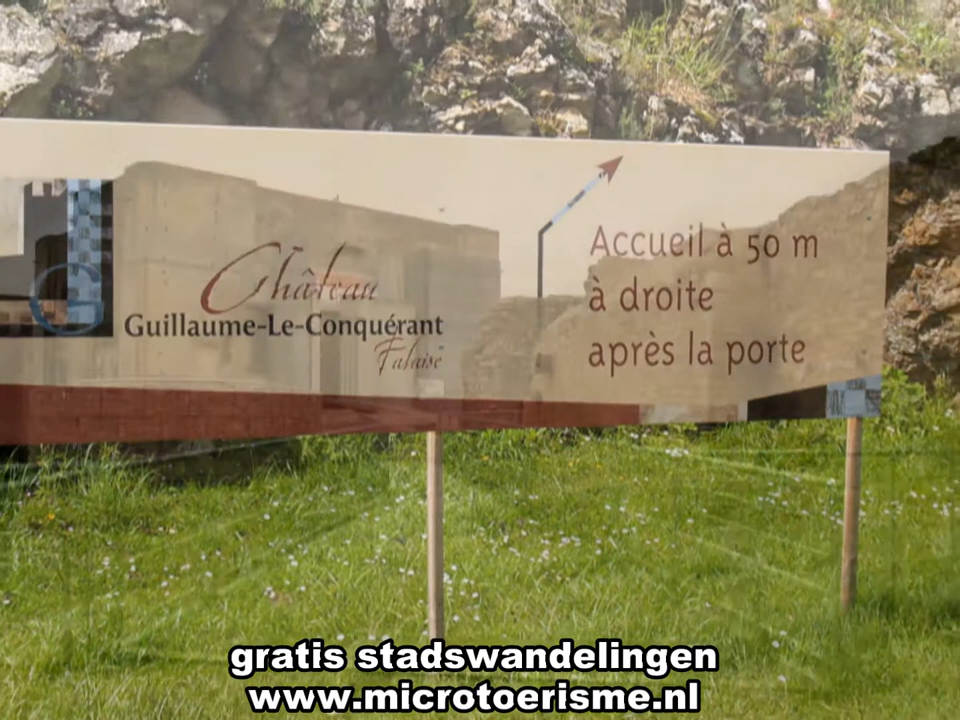 Château
Guillaume-Le-Conquérant
Falaise
Accueil à 50 m
à droite
après la porte
G
gratis stadswandelingen
www.microtoerisme.nl